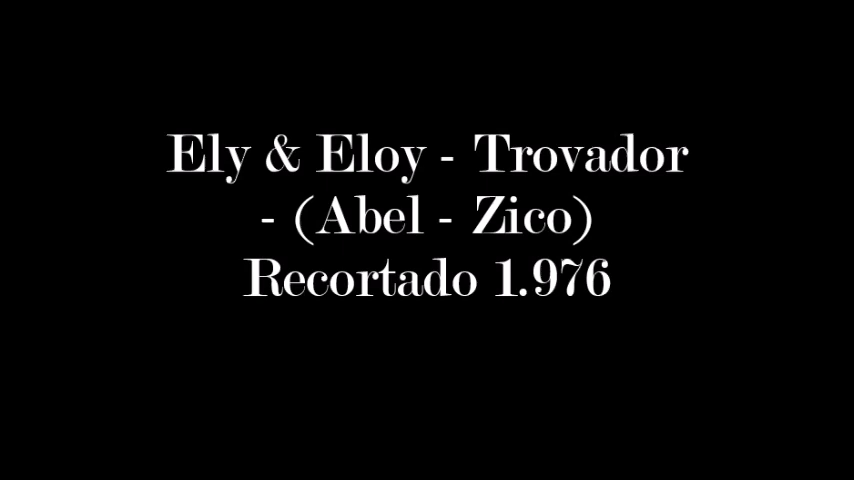 Ely & Eloy - Trovador
- (Abel - Zico)
Recortado 1.976